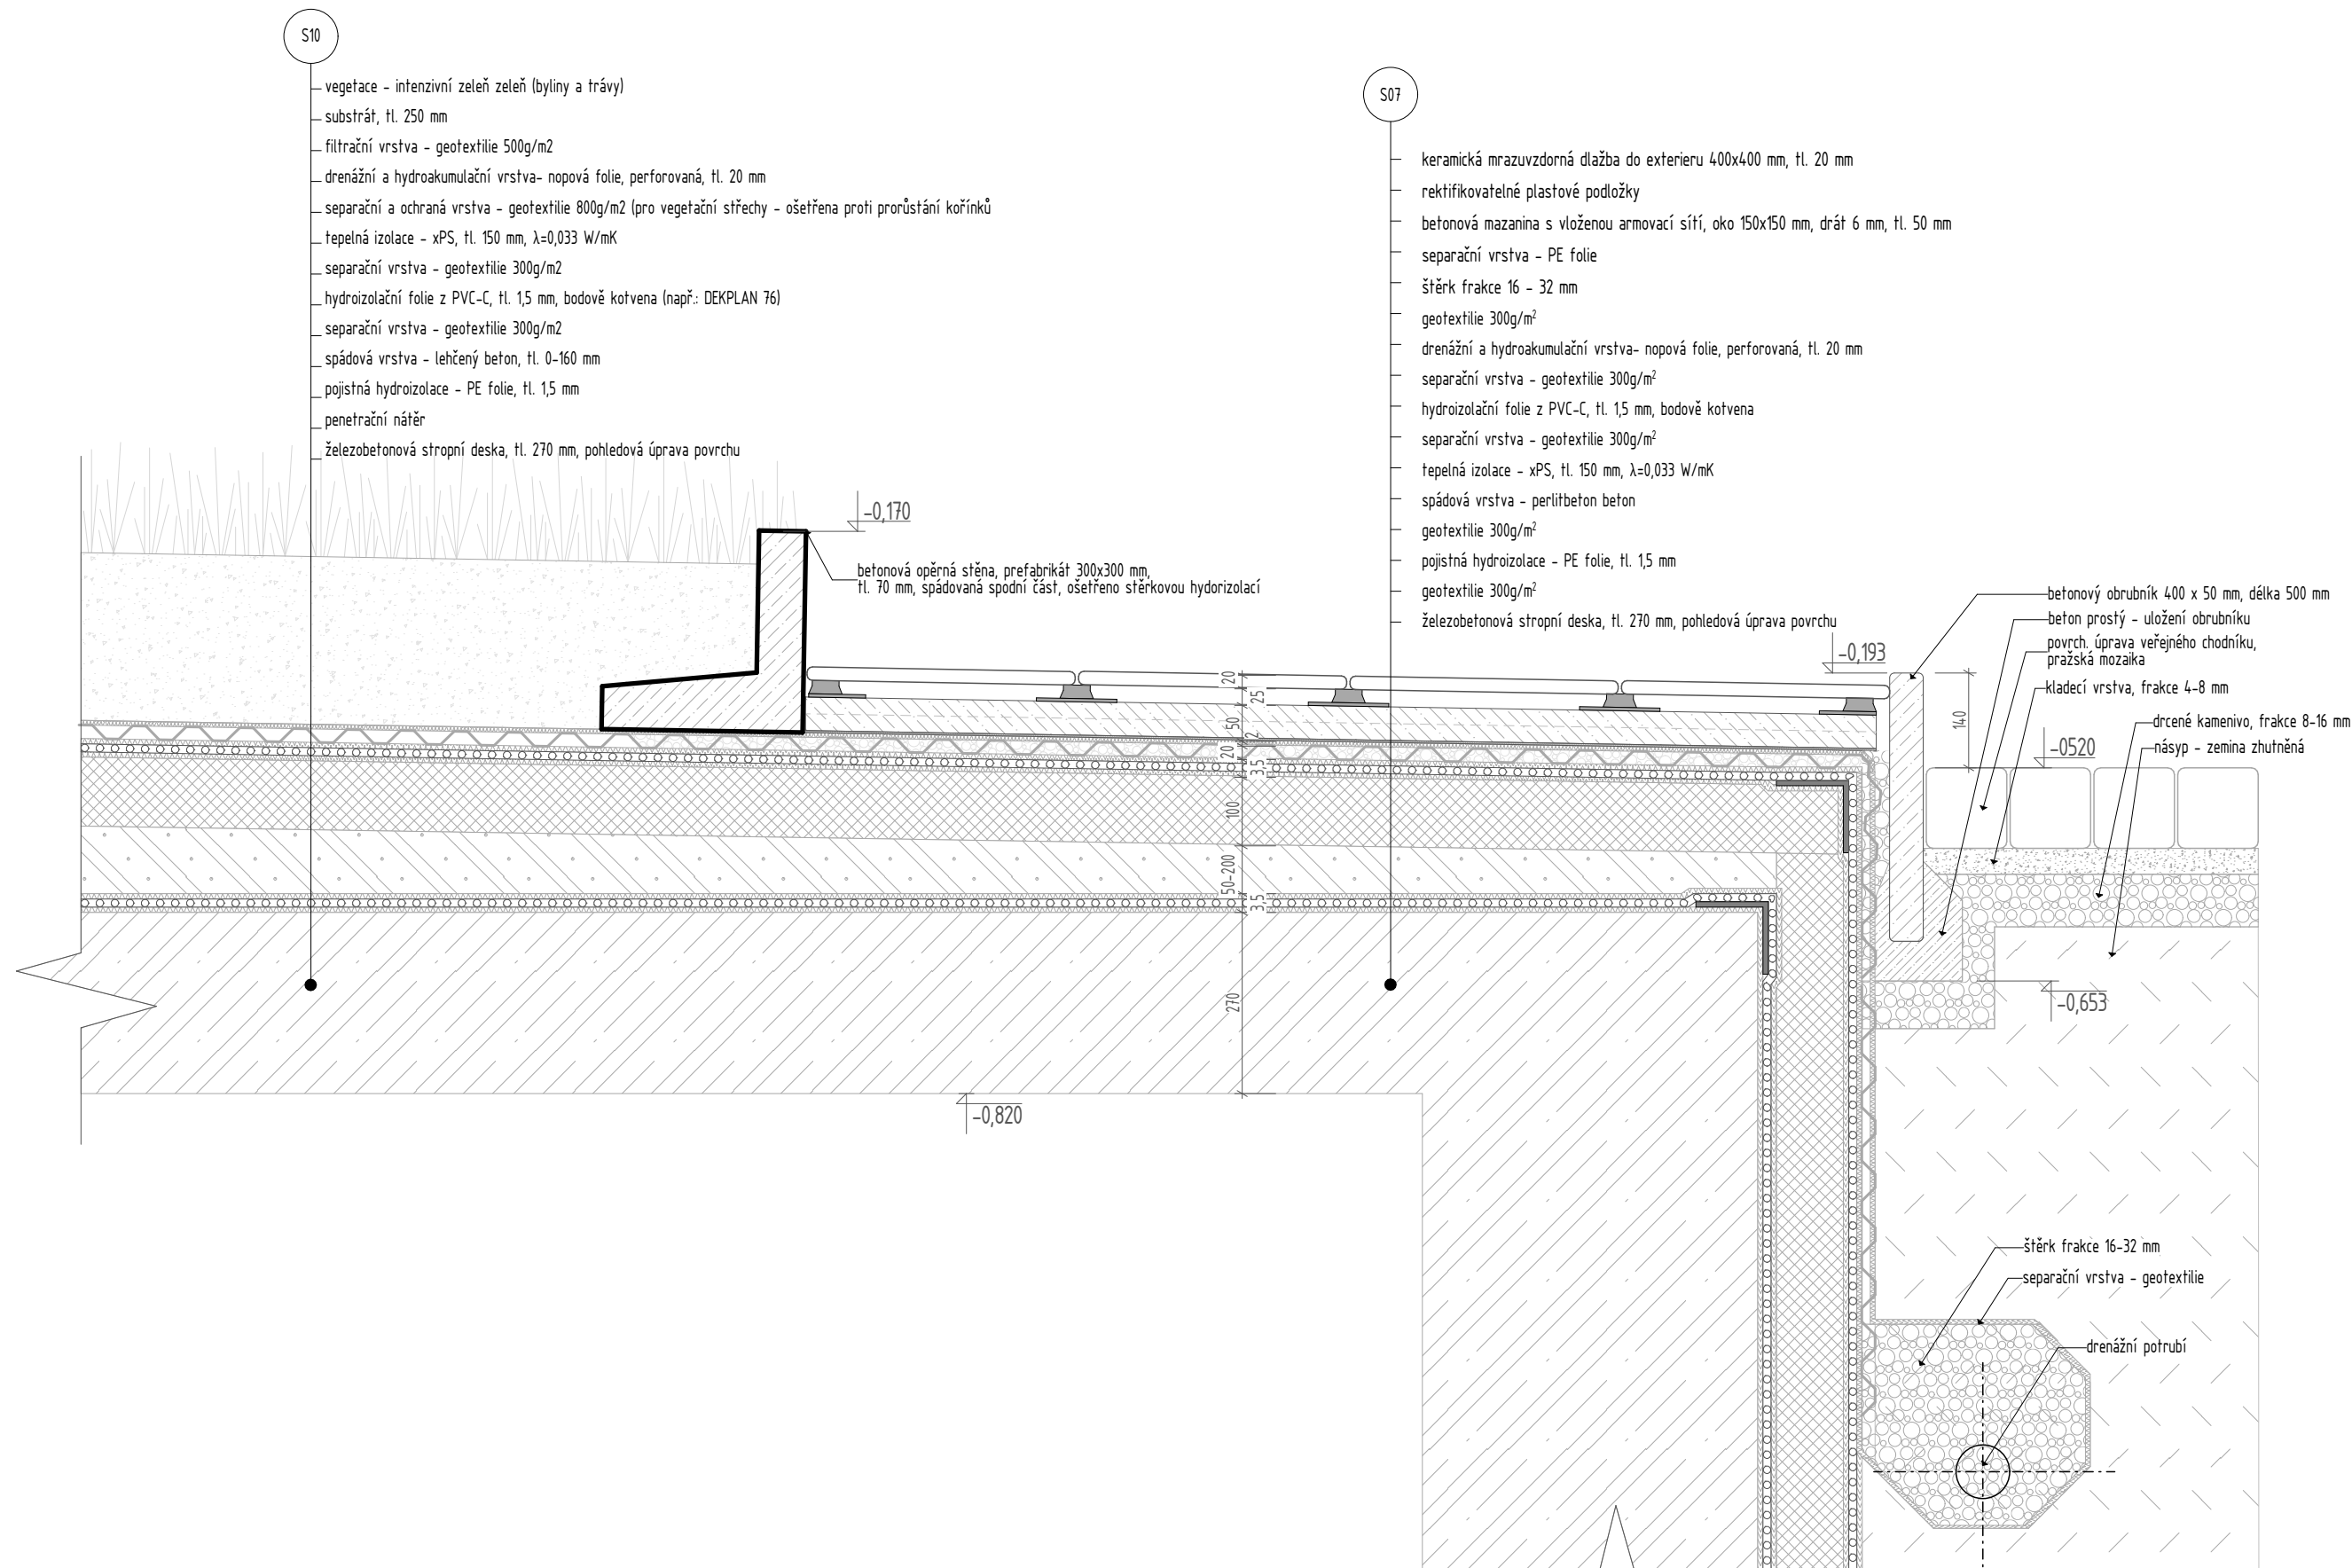 S10
vegetace - intenzivní zeleň zeleň (byliny a trávy)
substrát, tl. 250 mm
filtrační vrstva - geotextilie 500g/m2
drenážní a hydroakumulační vrstva- nopová folie, perforovaná, tl. 20 mm
separační a ochraná vrstva - geotextilie 800g/m2 (pro vegetační střechy - ošetřena proti prorůstání kořínků
tepelná izolace - xPS, tl. 150 mm, λ=0,033 W/mK
separační vrstva - geotextilie 300g/m2
hydroizolační folie z PVC-C, tl. 1,5 mm, bodově kotvena (např.: DEKPLAN 76)
separační vrstva - geotextilie 300g/m2
spádová vrstva - lehčený beton, tl. 0-160 mm
pojistná hydroizolace - PE folie, tl. 1,5 mm
penetrační nátěr
železobetonová stropní deska, tl. 270 mm, pohledová úprava povrchu
S07
keramická mrazuvzdorná dlažba do exterieru 400x400 mm, tl. 20 mm
rektifikovatelné plastové podložky
betonová mazanina s vloženou armovací sítí, oko 150x150 mm, drát 6 mm, tl. 50 mm
separační vrstva - PE folie
štěrk frakce 16 - 32 mm
geotextilie 300g/m²
drenážní a hydroakumulační vrstva- nopová folie, perforovaná, tl. 20 mm
separační vrstva - geotextilie 300g/m²
hydroizolační folie z PVC-C, tl. 1,5 mm, bodově kotvena
separační vrstva - geotextilie 300g/m²
tepelná izolace - xPS, tl. 150 mm, λ=0,033 W/mK
spádová vrstva - perlitbeton beton
geotextilie 300g/m²
pojistná hydroizolace - PE folie, tl. 1,5 mm
geotextilie 300g/m²
železobetonová stropní deska, tl. 270 mm, pohledová úprava povrchu
-0,170
betonová opěrná stěna, prefabrikát 300x300 mm,
tl. 70 mm, spádovaná spodní část, ošetřeno stěrkovou hydorizolací
-0,193
betonový obrubník 400 x 50 mm, délka 500 mm
beton prostý - uložení obrubníku
povrch. úprava veřejného chodníku,
pražská mozaika
kladecí vrstva, frakce 4-8 mm
drcené kamenivo, frakce 8-16 mm
násyp - zemina zhutněná
140
-0520
-0,653
20
25
50
2
20
3,5
100
50-200
3,5
270
-0,820
štěrk frakce 16-32 mm
separační vrstva - geotextilie
drenážní potrubí